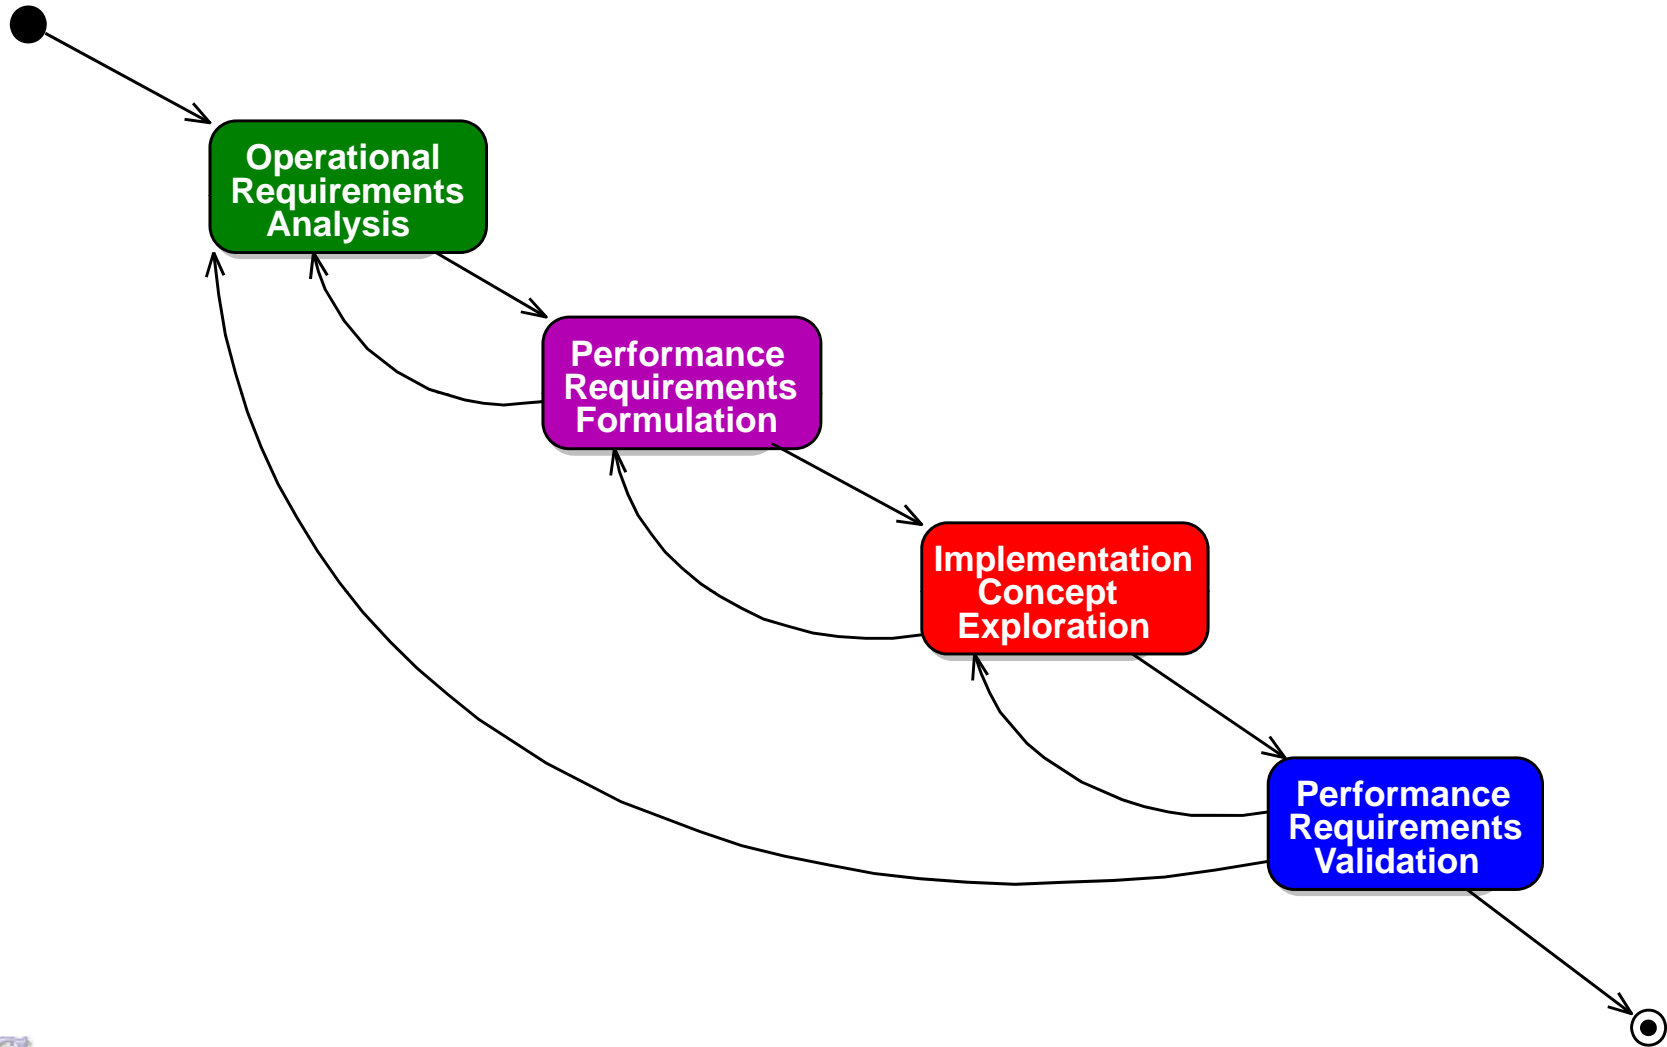 Operational
Requirements
Analysis
Performance
Requirements
Formulation
Implementation
Concept
Exploration
Performance
Requirements
Validation